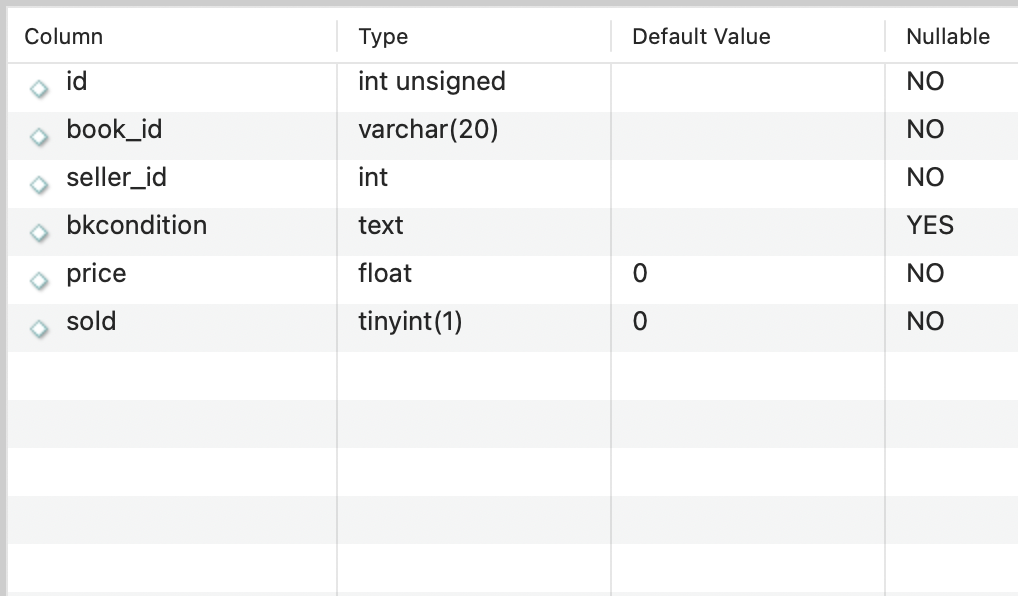 Column Type Default Value Nullable
id int unsigned NO
book_id varchar(20) NO
seller_id int NO
bkcondition text YES
price float 0 NO
sold tinyint(1) 0 NO